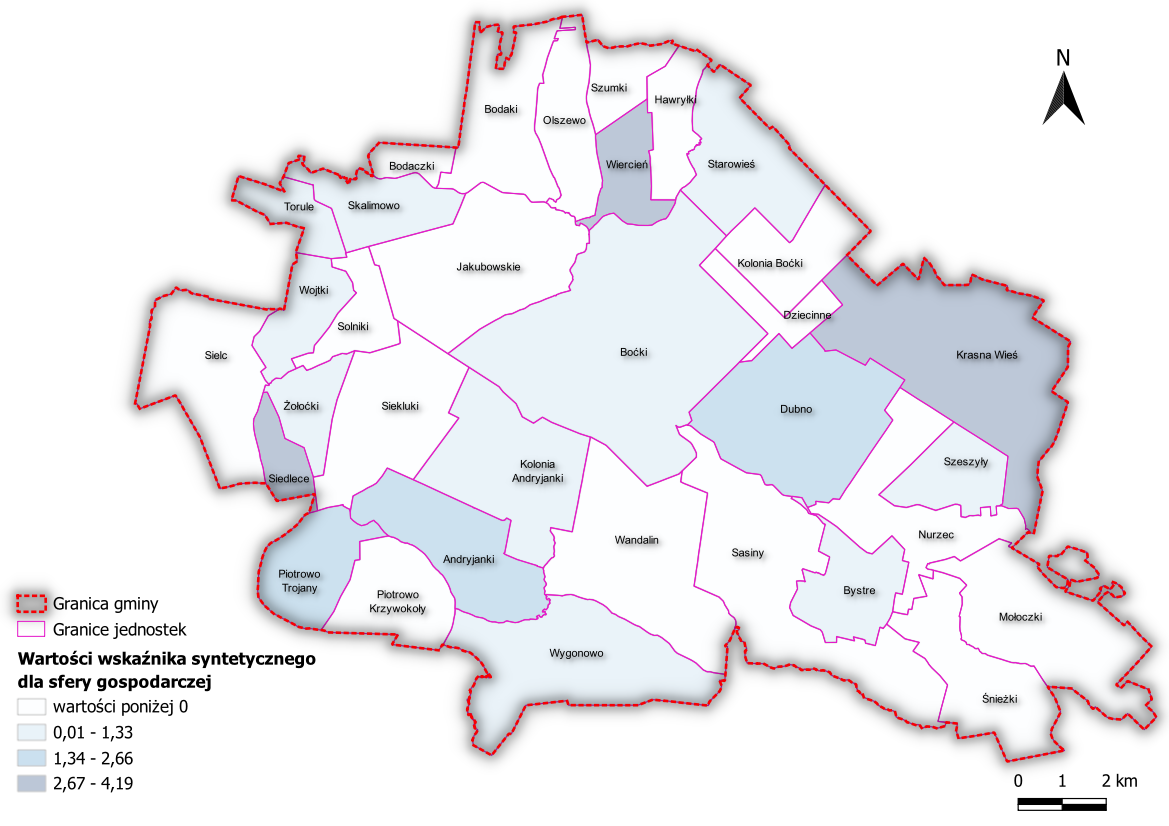 N
Szumki
Hawryłki
Bodaki
Olszewo
Bodaczki
Wiercień
Starowieś
Torule
Skalimowo
Jakubowskie
Kolonia Boćki
Wojtki
Dziecinne
Solniki
Sielc
Boćki
Krasna Wieś
Żołoćki
Siekluki
Dubno
Siedlece
Kolonia
Andryjanki
Szeszyły
Wandalin
Sasiny
Nurzec
Andryjanki
Piotrowo
Trojany
Piotrowo
Krzywokoły
Bystre
Mołoczki
Wygonowo
Śnieżki
Granica gminy
Granice jednostek
Wartości wskaźnika syntetycznego
dla sfery gospodarczej
wartości poniżej 0
0,01 - 1,33
1,34 - 2,66
2,67 - 4,19
0 1 2 km